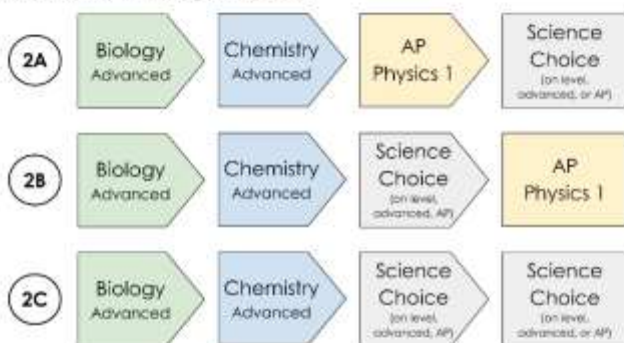 2A
Biology
Advanced
Chemistry
Advanced
AP
Physics 1
Science
Choice
(on level,
advanced, or AP)
2B
Biology
Advanced
Chemistry
Advanced
Science
Choice
(on level,
advanced, AP)
AP
Physics 1
2C
Biology
Advanced
Chemistry
Advanced
Science
Choice
(on level,
advanced, AP)
Science
Choice
(on level,
advanced, or AP)